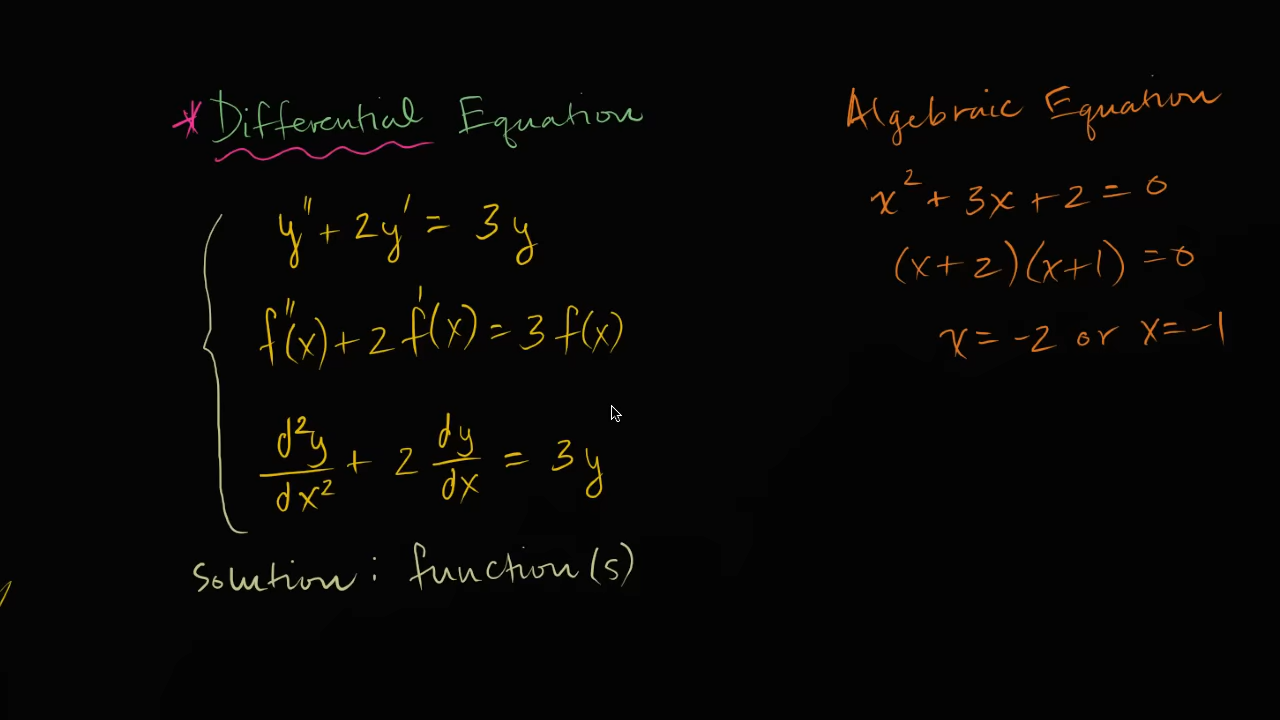 * Differential Equation
y'' + 2y' = 3y
f''(x) + 2f'(x) = 3f(x)
d²y/dx² + 2 dy/dx = 3y
Solution: function(s)
Algebraic Equation
x² + 3x + 2 = 0
(x+2)(x+1) = 0
x = -2 or x = -1